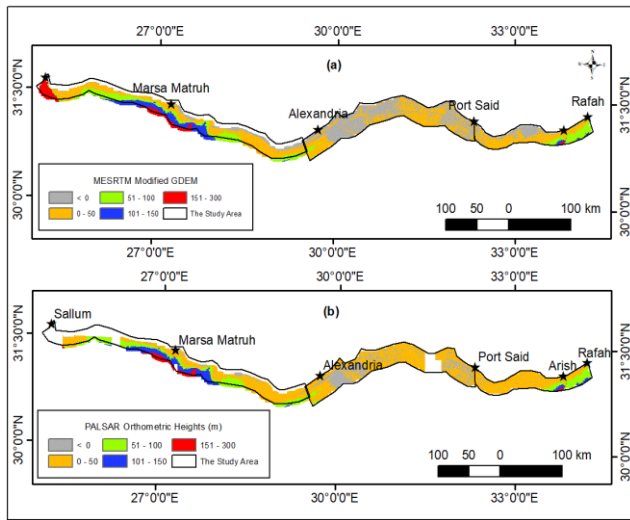 27°0'0"E 30°0'0"E 33°0'0"E
(a)
31°30'0"N 31°30'0"N
Marsa Matruh
Alexandria
Port Said
Rafah
MESRTM Modified GDEM
< 0 51 - 100 151 - 300
0 - 50 101 - 150 The Study Area
100 50 0 100 km
30°0'0"N 30°0'0"N
27°0'0"E 30°0'0"E 33°0'0"E
(b)
Sallum
31°30'0"N 31°30'0"N
Marsa Matruh
Alexandria
Port Said
Arish
Rafah
PALSAR Orthometric Heights (m)
< 0 51 - 100 151 - 300
0 - 50 101 - 150 The Study Area
100 50 0 100 km
30°0'0"N 30°0'0"N
27°0'0"E 30°0'0"E 33°0'0"E